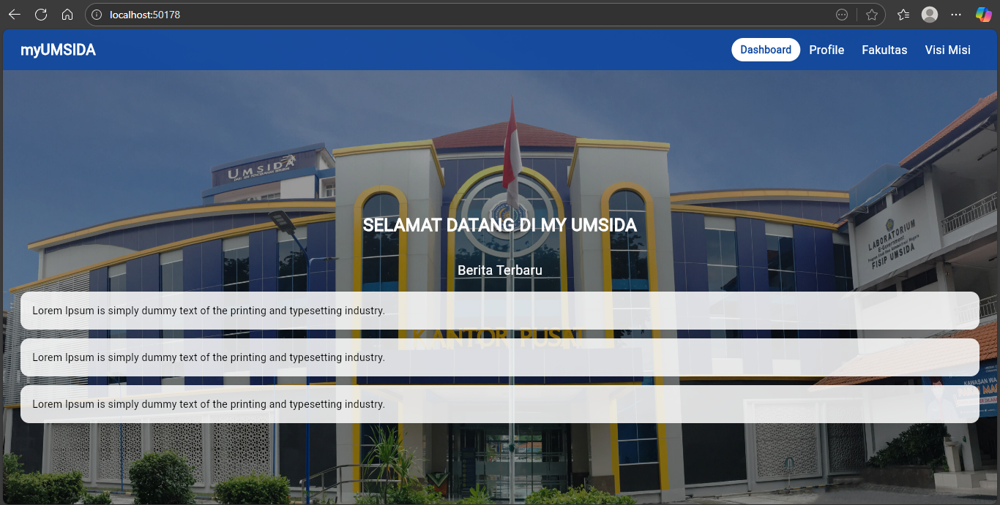 localhost:50178
myUMSIDA
Dashboard
Profile
Fakultas
Visi Misi
UMSIDA
LABORATORIUM
E-Government
FISIP UMSIDA
SELAMAT DATANG DI MY UMSIDA
Berita Terbaru
Lorem Ipsum is simply dummy text of the printing and typesetting industry.
KANTOR PUSAT
Lorem Ipsum is simply dummy text of the printing and typesetting industry.
Lorem Ipsum is simply dummy text of the printing and typesetting industry.
KAWASAN